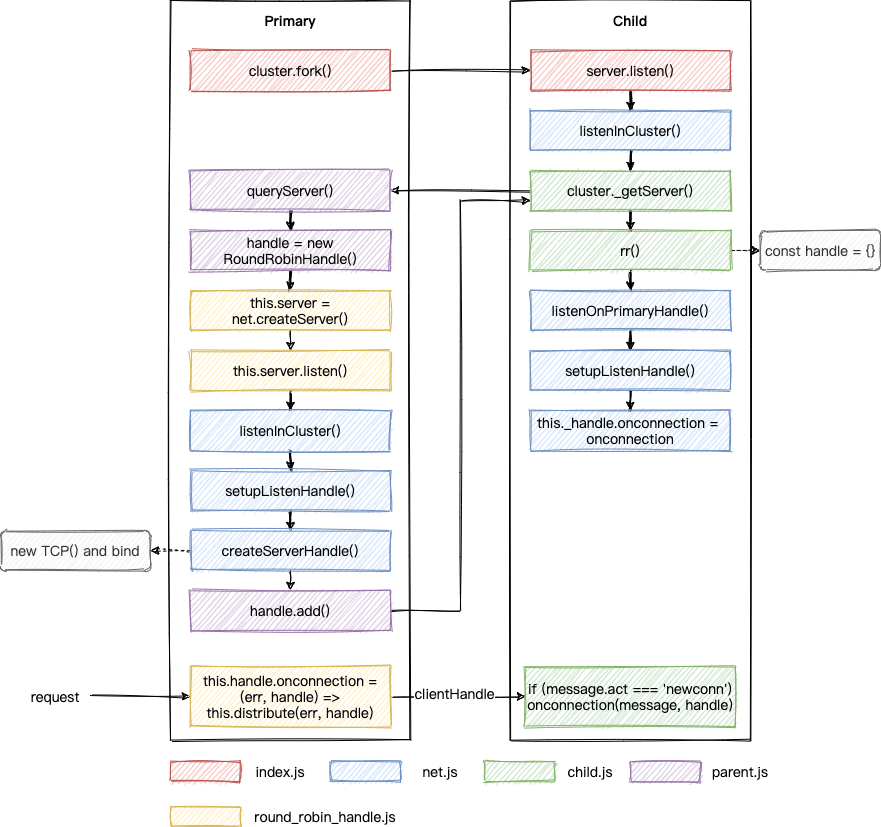 Primary
cluster.fork()
queryServer()
handle = new
RoundRobinHandle()
this.server =
net.createServer()
this.server.listen()
listenInCluster()
setupListenHandle()
createServerHandle()
new TCP() and bind
handle.add()
request
this.handle.onconnection =
(err, handle) =>
this.distribute(err, handle)
clientHandle
Child
server.listen()
listenInCluster()
cluster._getServer()
rr()
const handle = {}
listenOnPrimaryHandle()
setupListenHandle()
this._handle.onconnection =
onconnection
if (message.act === 'newconn')
onconnection(message, handle)
index.js
net.js
child.js
parent.js
round_robin_handle.js